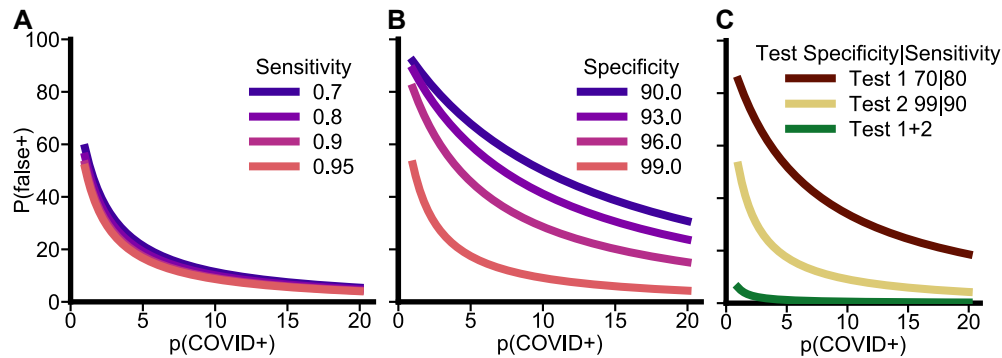 A
B
C
P(false+)
100
80
60
40
20
0
Sensitivity
0.7
0.8
0.9
0.95
0 5 10 15 20
p(COVID+)
Specificity
90.0
93.0
96.0
99.0
0 5 10 15 20
p(COVID+)
Test Specificity|Sensitivity
Test 1 70|80
Test 2 99|90
Test 1+2
0 5 10 15 20
p(COVID+)